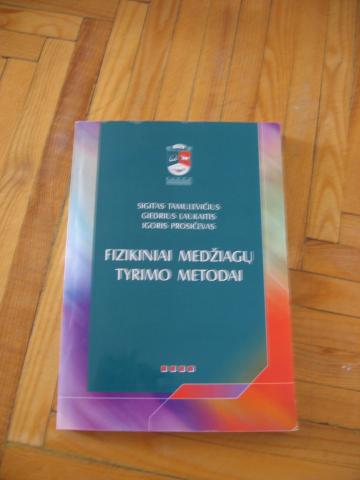 SIGITAS TAMULEVIČIUS
GIEDRIUS LAUKAITIS
IGORIS PROSIČEVAS
FIZIKINIAI MEDŽIAGŲ
TYRIMO METODAI